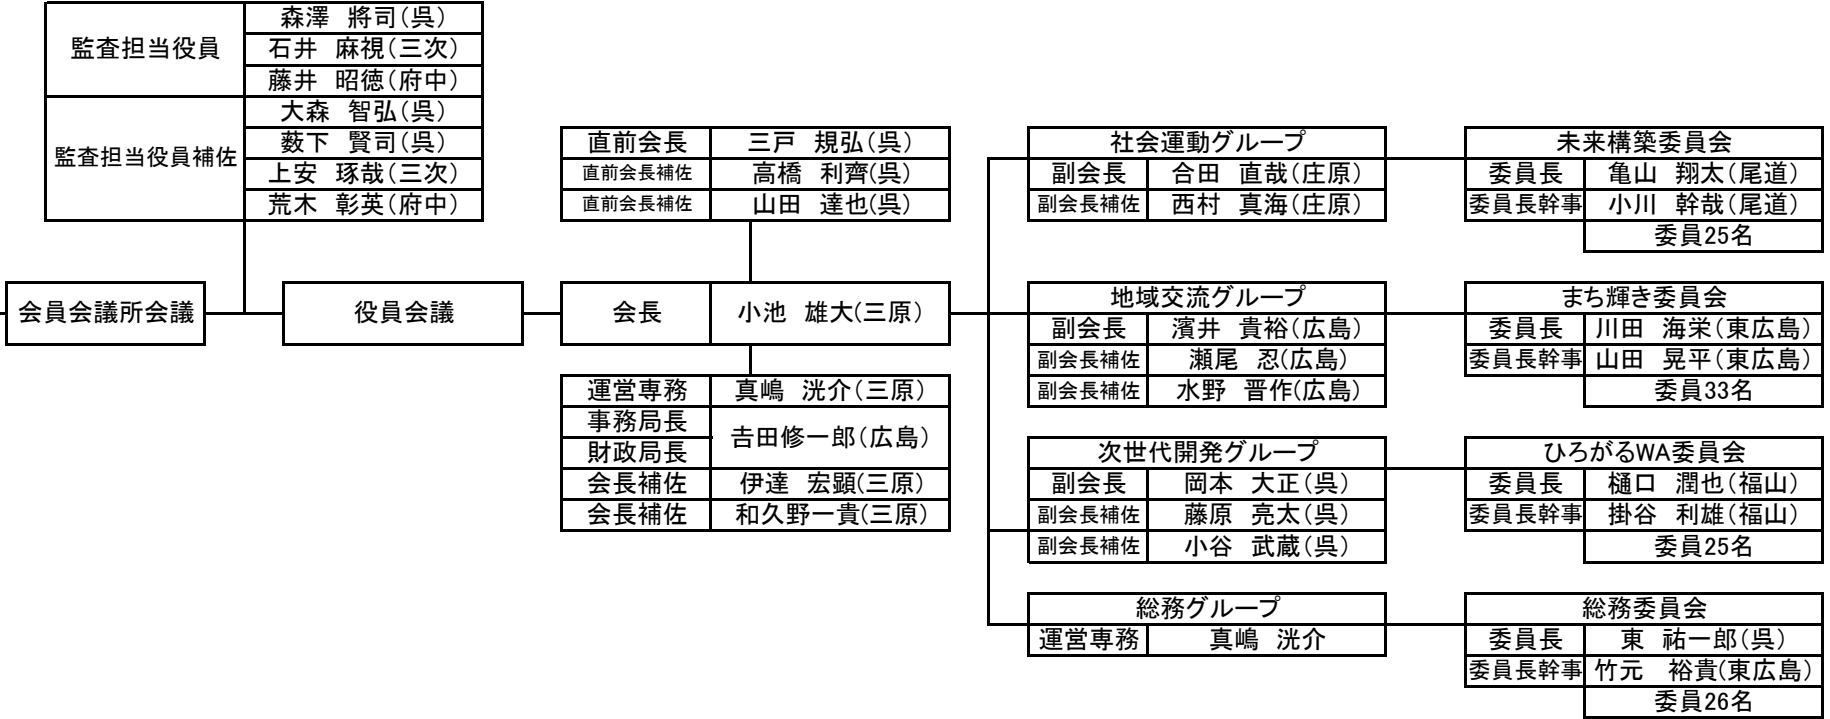 監査担当役員
森澤　將司（呉）
石井　麻視（三次）
藤井　昭徳（府中）
監査担当役員補佐
大森　智弘（呉）
薮下　賢司（呉）
上安　琢哉（三次）
荒木　彰英（府中）
会員会議所会議
役員会議
直前会長　三戸　規弘（呉）
直前会長補佐　高橋　利齊(呉）
直前会長補佐　山田　達也(呉）
会長　小池　雄大(三原）
運営専務　真嶋　洸介（三原）
事務局長
財政局長
吉田修一郎（広島）
会長補佐　伊達　宏顕(三原）
会長補佐　和久野一貴(三原）
社会運動グループ
副会長　合田　直哉（庄原）
副会長補佐　西村　真海（庄原）
地域交流グループ
副会長　濱井　貴裕（広島）
副会長補佐　瀬尾　忍(広島）
副会長補佐　水野　晋作(広島）
次世代開発グループ
副会長　岡本　大正（呉）
副会長補佐　藤原　亮太（呉）
副会長補佐　小谷　武蔵（呉）
総務グループ
運営専務　真嶋　洸介
未来構築委員会
委員長　亀山　翔太（尾道）
委員長幹事　小川　幹哉（尾道）
委員25名
まち輝き委員会
委員長　川田　海栄（東広島）
委員長幹事　山田　晃平（東広島）
委員33名
ひろがるWA委員会
委員長　樋口　潤也（福山）
委員長幹事　掛谷　利雄（福山）
委員25名
総務委員会
委員長　東　祐一郎（呉）
委員長幹事　竹元　裕貴(東広島）
委員26名